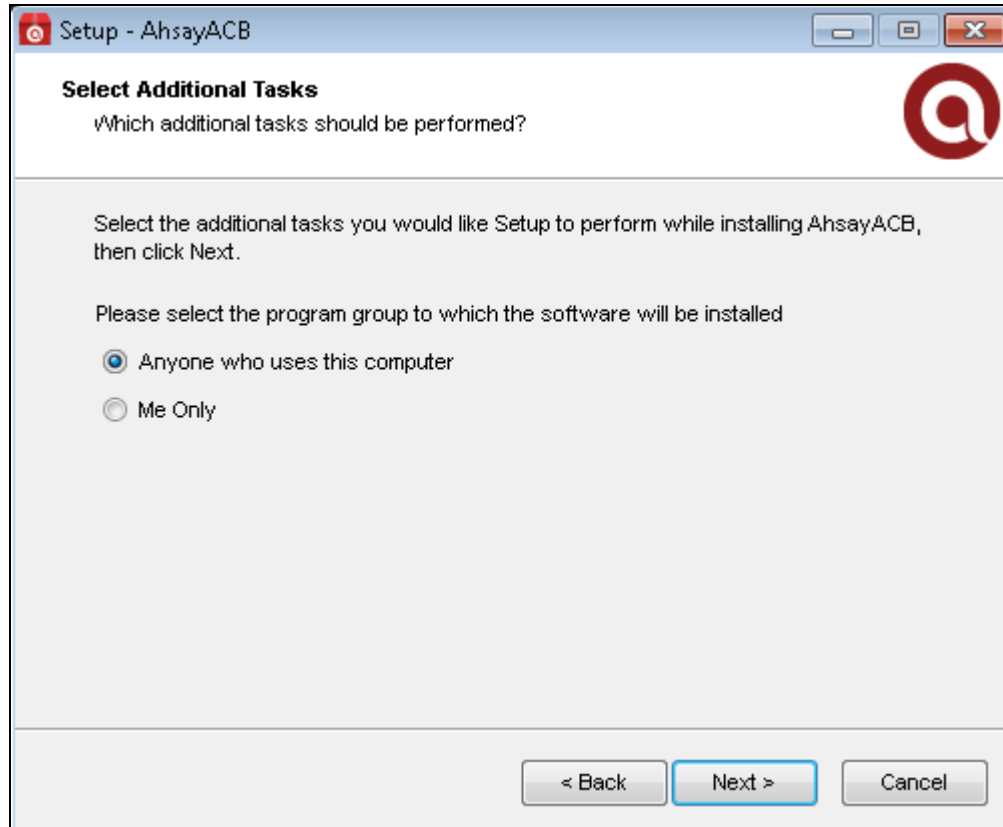 Setup - AhsayACB
Select Additional Tasks
Which additional tasks should be performed?
Select the additional tasks you would like Setup to perform while installing AhsayACB,
then click Next.
Please select the program group to which the software will be installed
Anyone who uses this computer
Me Only
< Back
Next >
Cancel